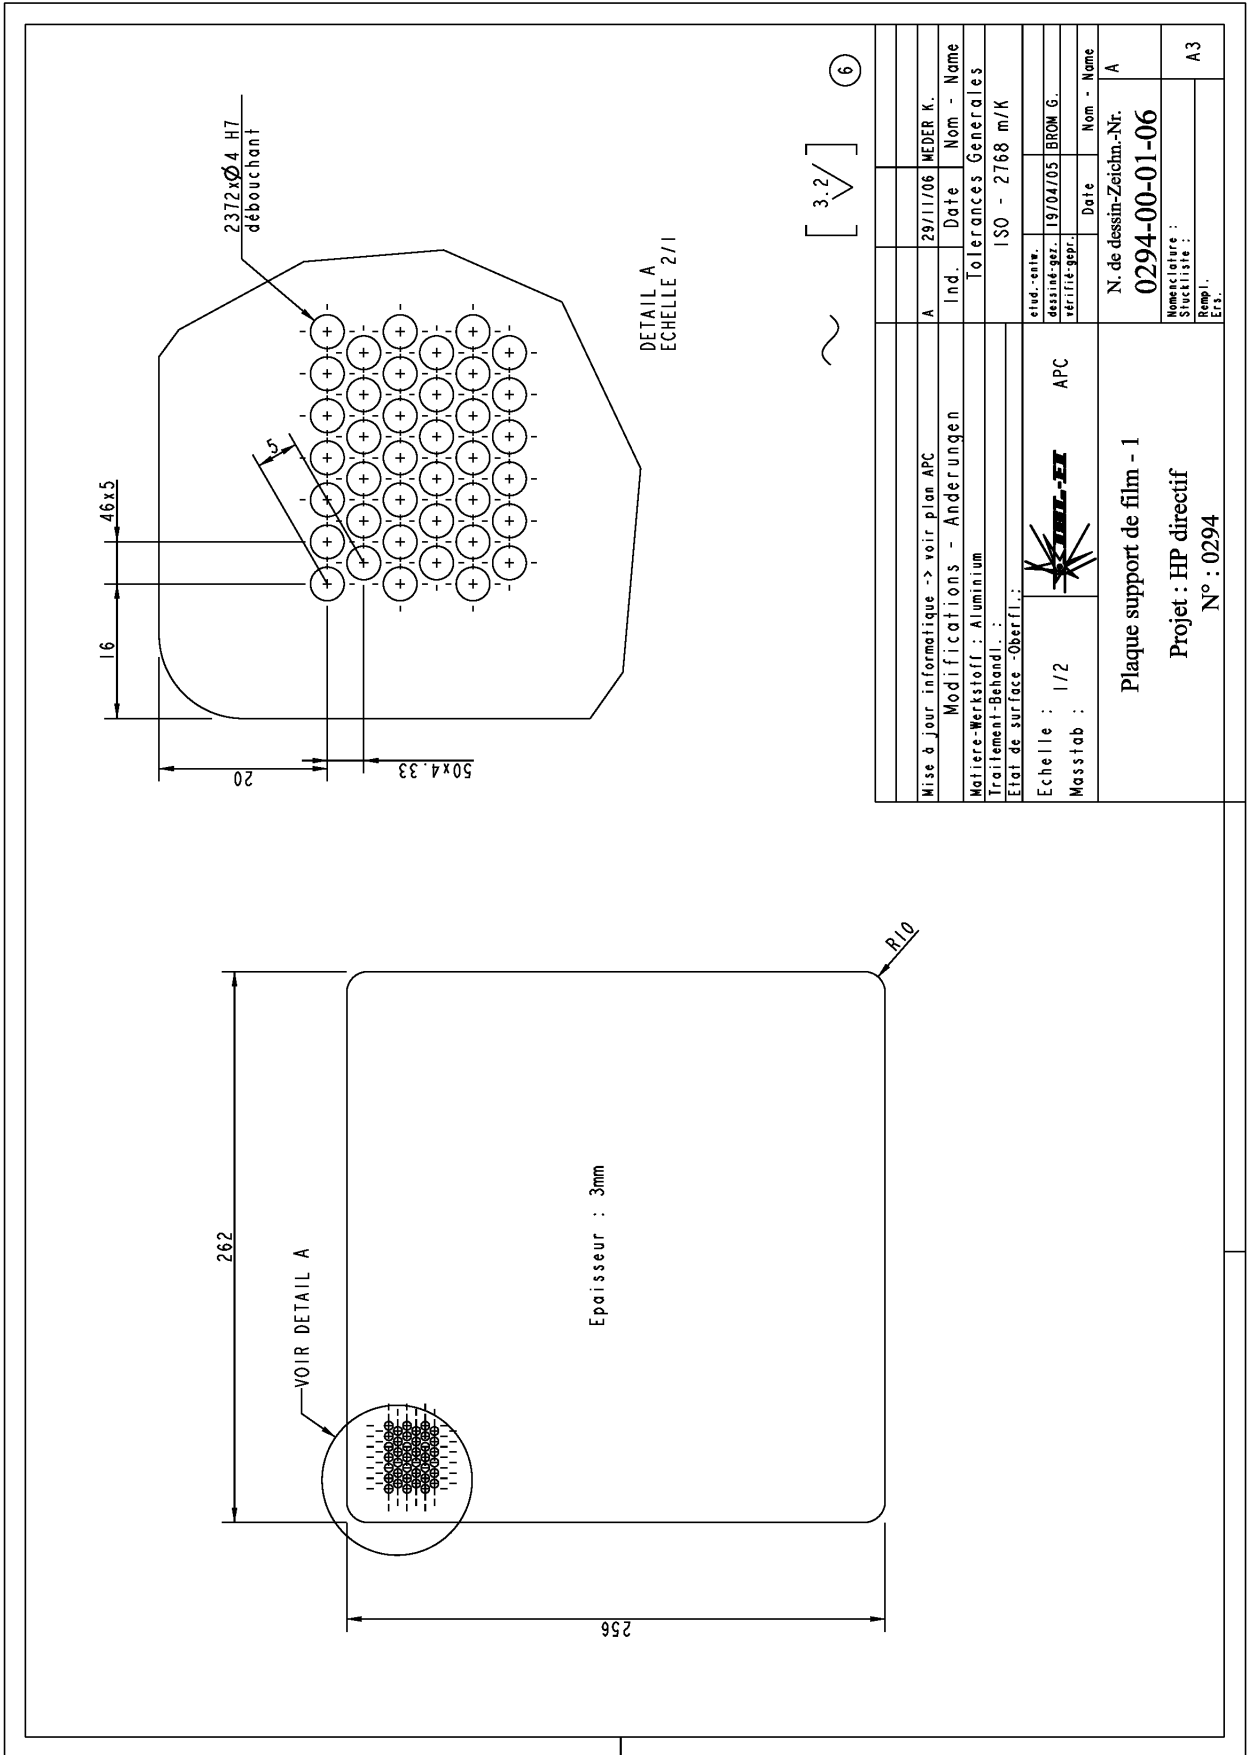 262
VOIR DETAIL A
256
R10
Epaisseur : 3mm
16
46x5
5
2372xØ4 H7
débouchant
20
50x4.33
DETAIL A
ECHELLE 2/1
~ [ 3.2/ ] 6
Mise à jour informatique -> voir plan APC A 29/11/06 MEDER K.
Modifications - Anderungen Ind. Date Nom - Name
Matiere-Werkstoff : Aluminium
Traitement-Behandl. :
Etat de surface -Oberfl.:
Tolerances Generales
ISO - 2768 m/K
Echelle : 1/2
Masstab :
APC
etud.-entw.
dessiné-gez. 19/04/05 BROM G.
vérifié-gepr.
Date Nom - Name
Plaque support de film - 1
Projet : HP directif
N° : 0294
N. de dessin-Zeichn.-Nr. A
0294-00-01-06
Nomenclature :
Stuckliste :
Rempl.
Ers.
A3